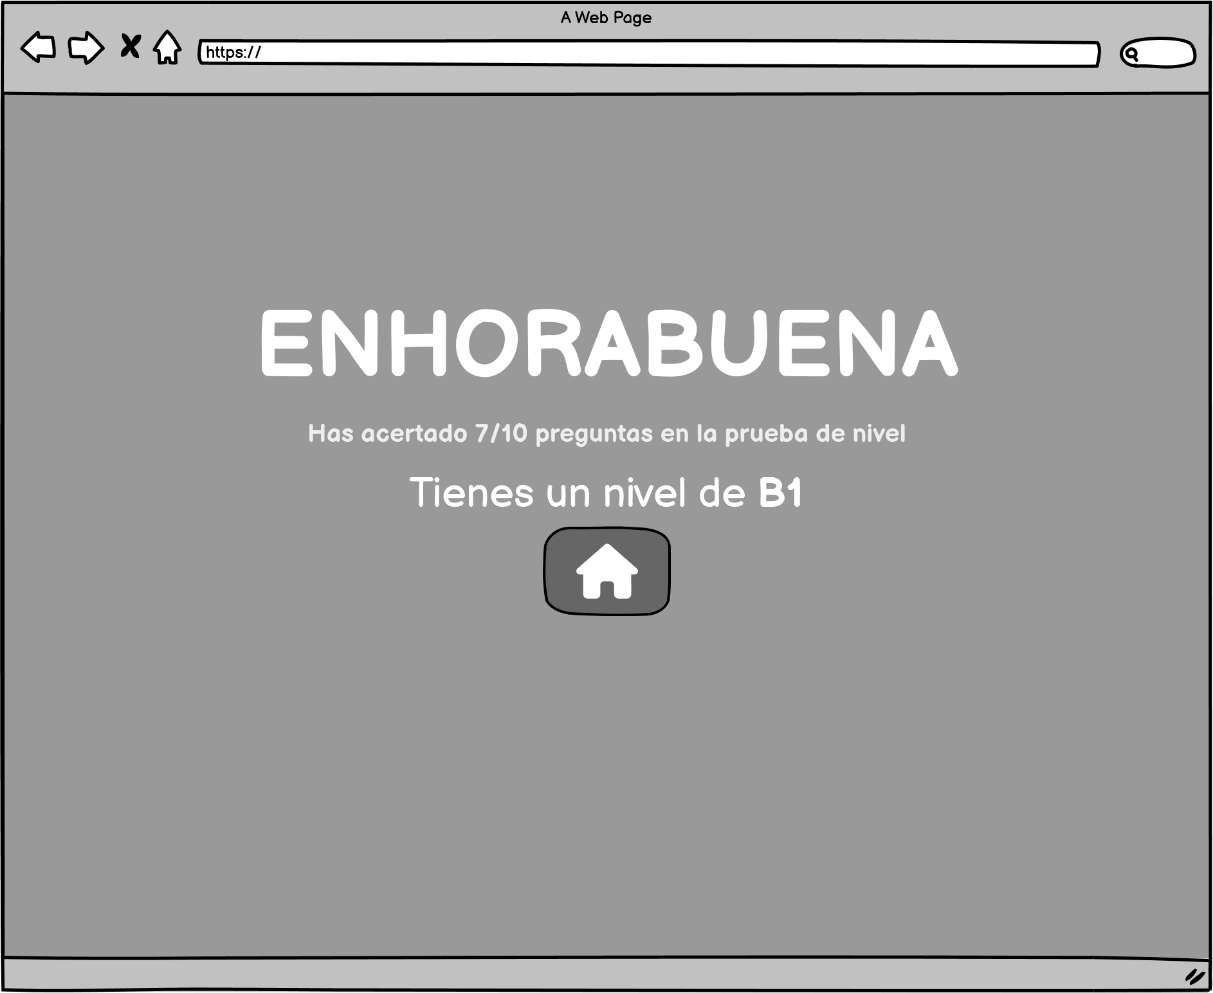 A Web Page
https://
ENHORABUENA
Has acertado 7/10 preguntas en la prueba de nivel
Tienes un nivel de B1